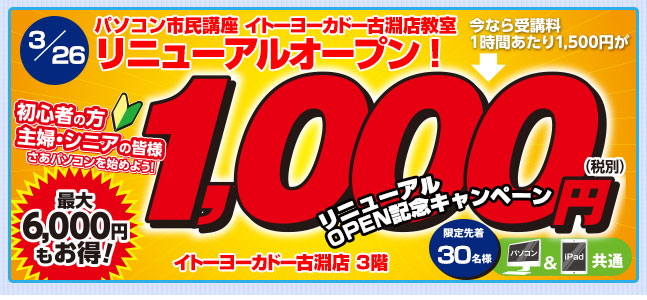 3/26
パソコン市民講座 イトーヨーカドー古淵店教室
リニューアルオープン！
今なら受講料
1時間あたり1,500円が
初心者の方
主婦・シニアの皆様
さあパソコンを始めよう!
1,000円
(税別)
リニューアル
OPEN記念キャンペーン
最大
6,000円
もお得!
限定先着
30名様
パソコン & iPad 共通
イトーヨーカドー古淵店 3階